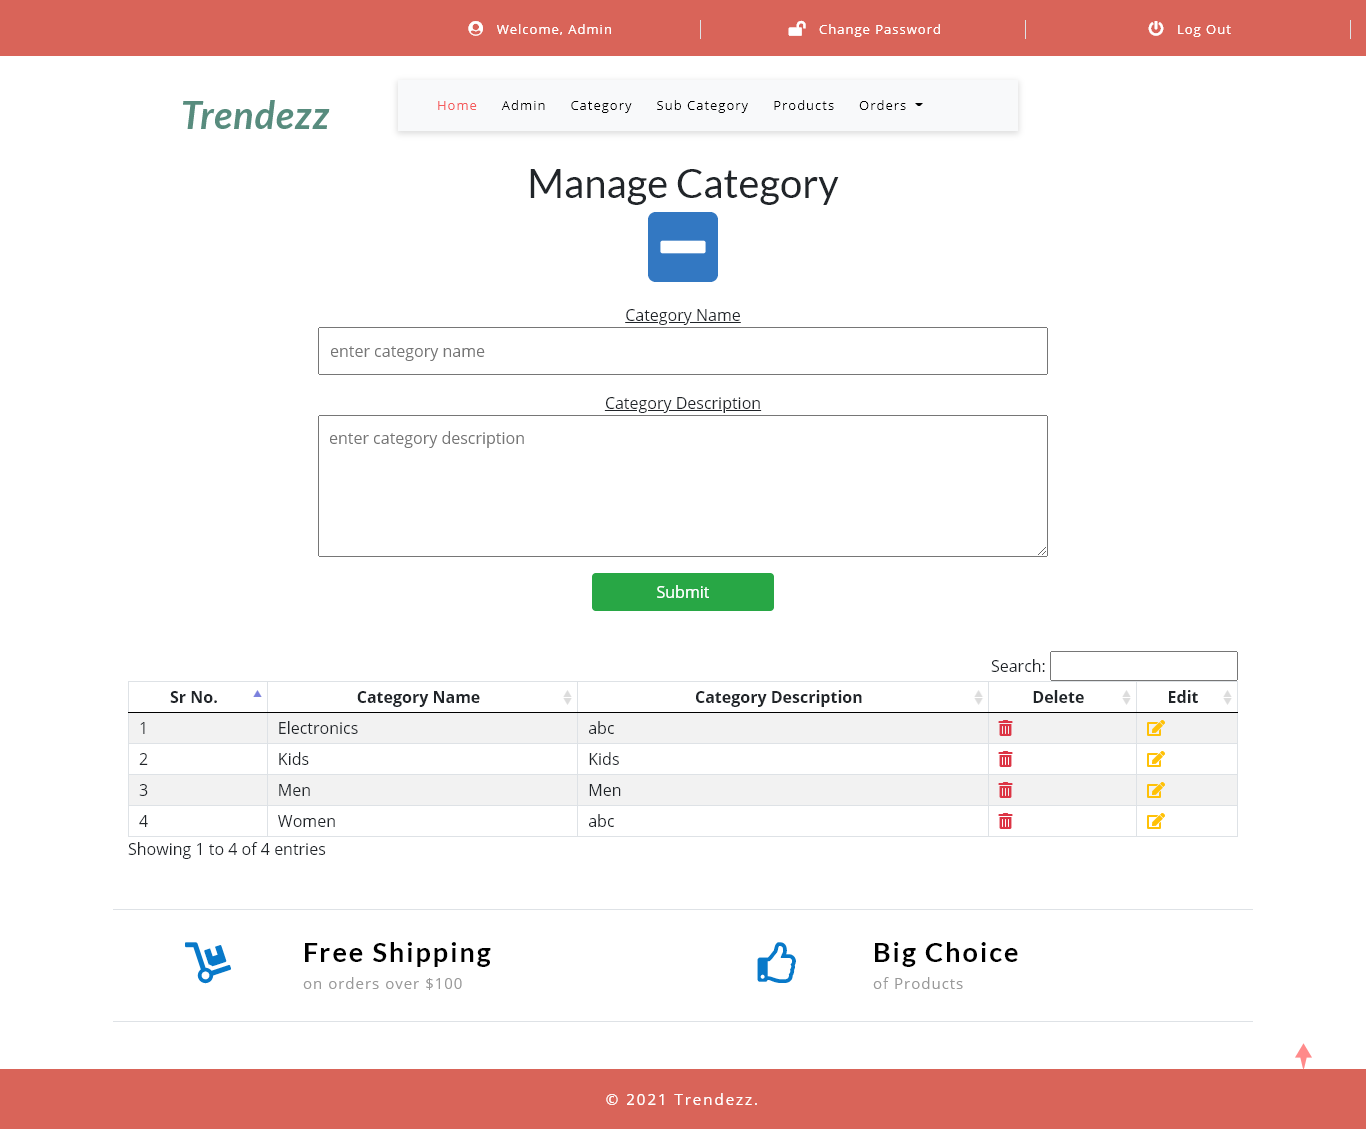 Welcome, Admin
Change Password
Log Out
Trendezz
Home Admin Category Sub Category Products Orders
Manage Category
Category Name
enter category name
Category Description
enter category description
Submit
Search:
Sr No. Category Name Category Description Delete Edit
1 Electronics abc
2 Kids Kids
3 Men Men
4 Women abc
Showing 1 to 4 of 4 entries
Free Shipping
on orders over $100
Big Choice
of Products
© 2021 Trendezz.